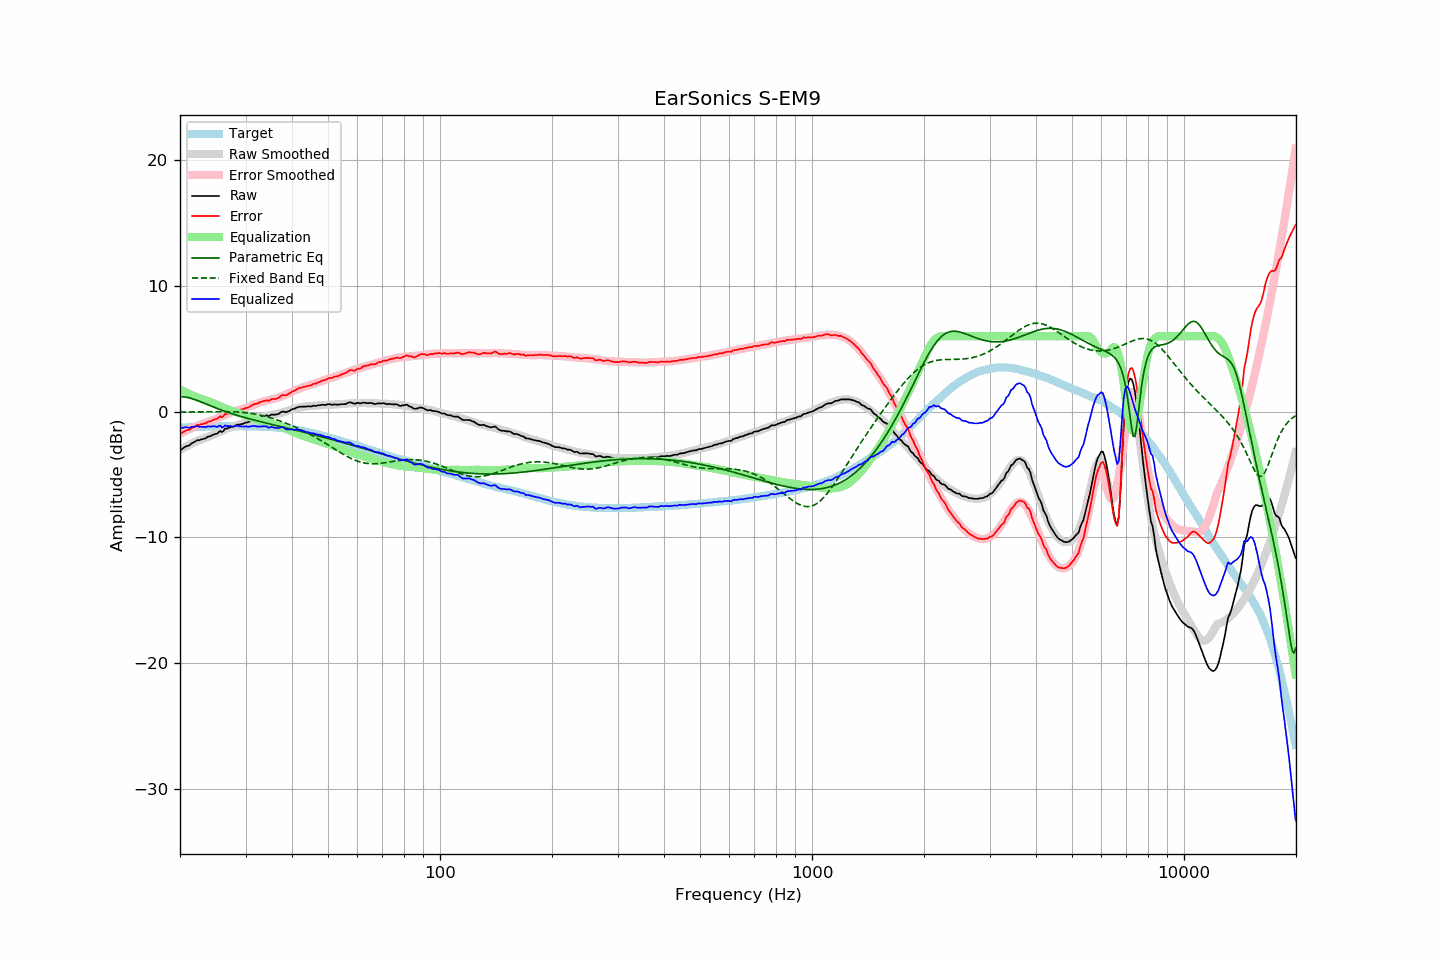 EarSonics S-EM9
Target
Raw Smoothed
Error Smoothed
Raw
Error
Equalization
Parametric Eq
Fixed Band Eq
Equalized
20
10
0
−10
−20
−30
Amplitude (dBr)
100
1000
10000
Frequency (Hz)